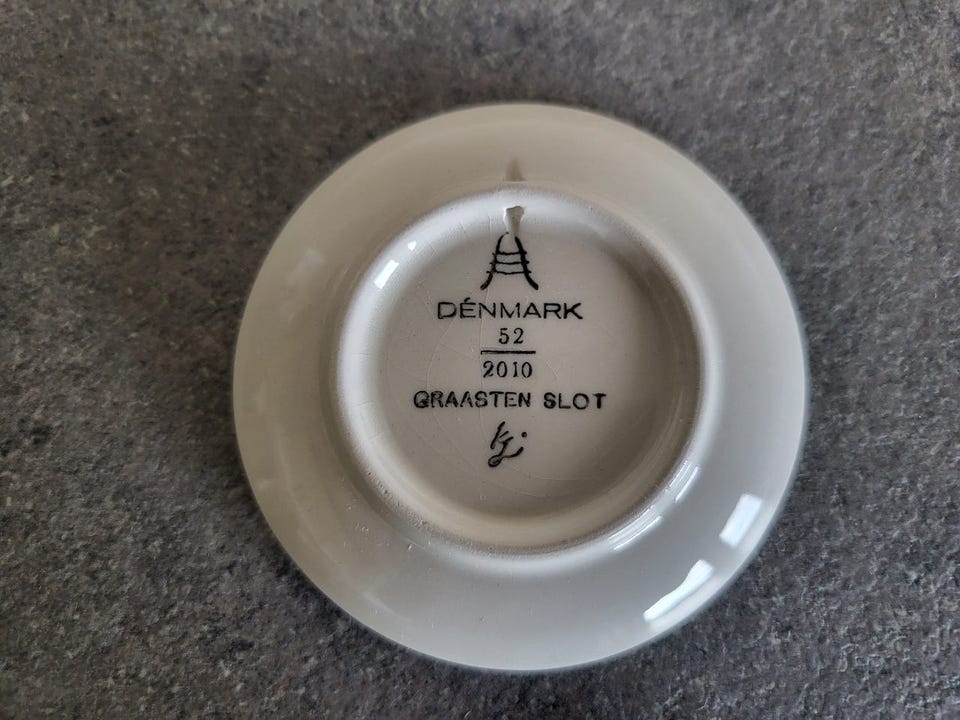 DÉNMARK
52
2010
GRAASTEN SLOT